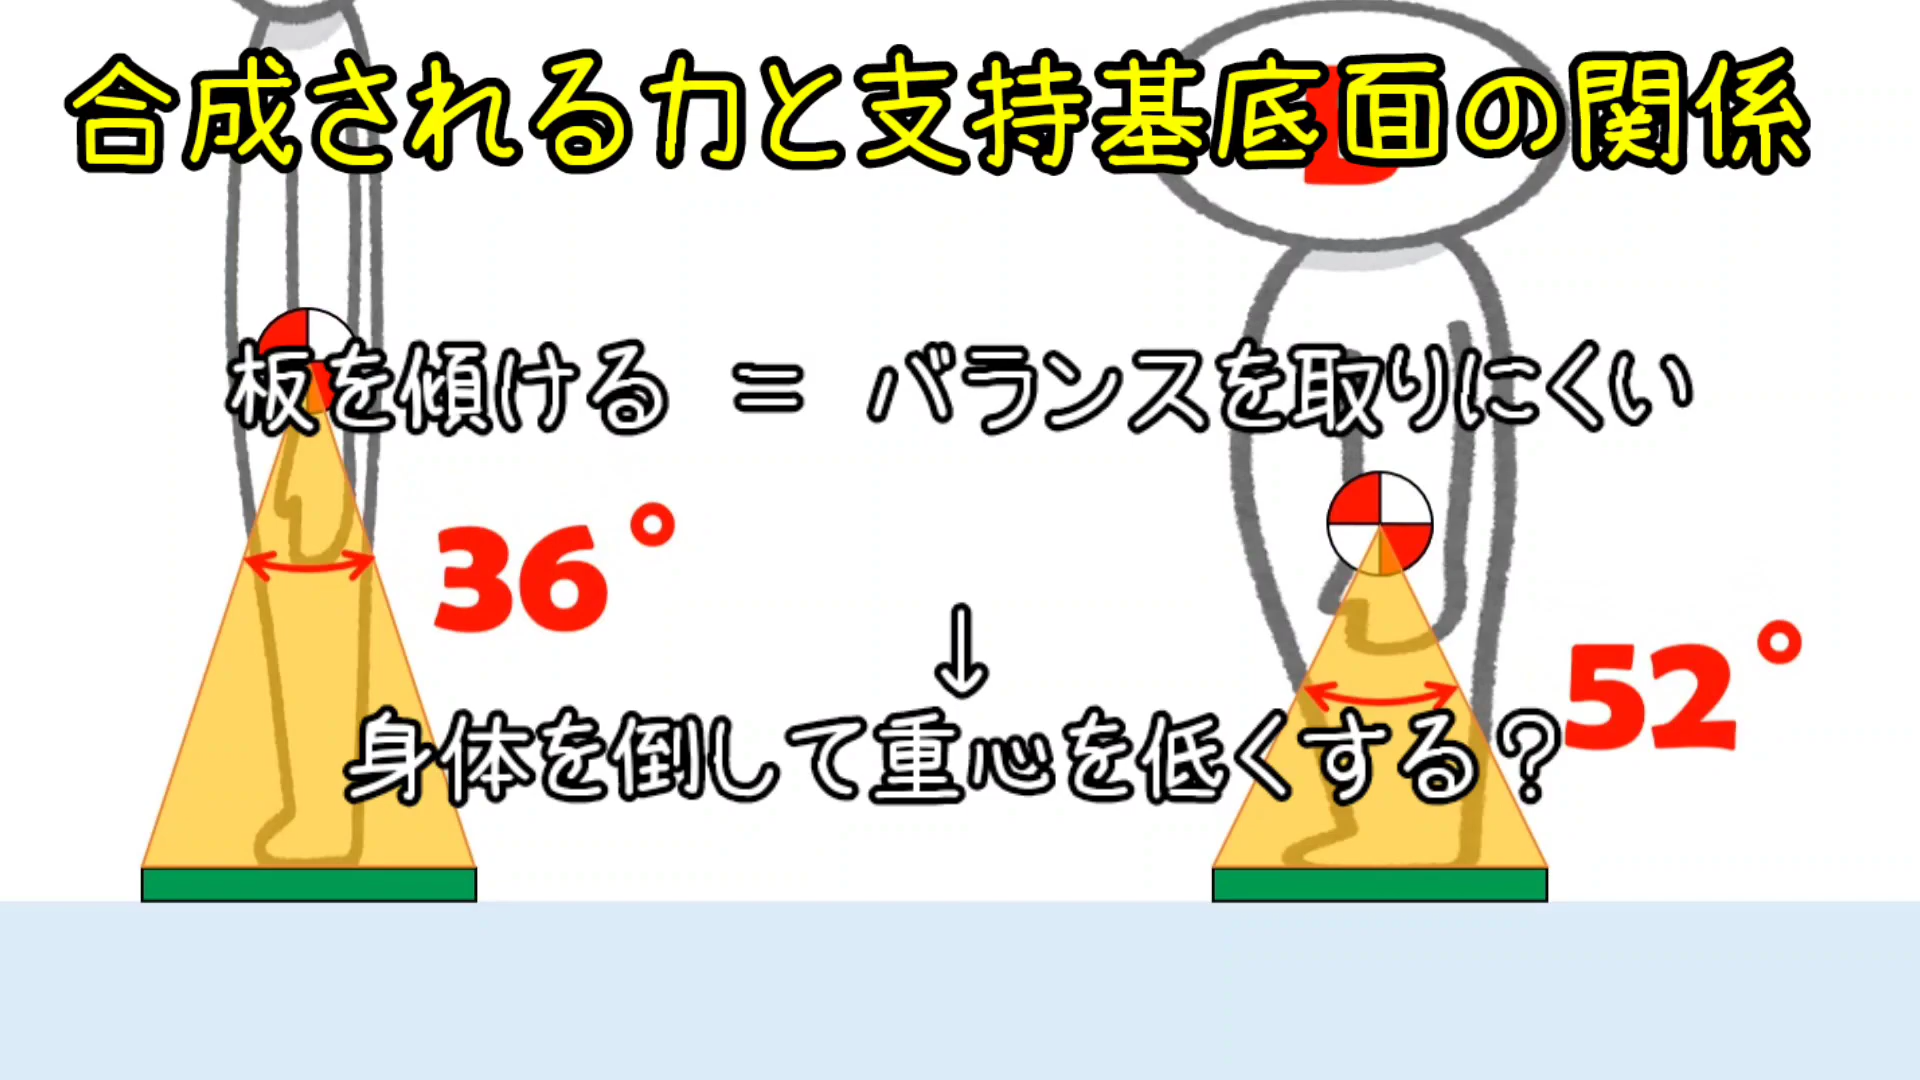 合成される力と支持基底面の関係
板を傾ける = バランスを取りにくい
36°
↓
52°
身体を倒して重心を低くする?